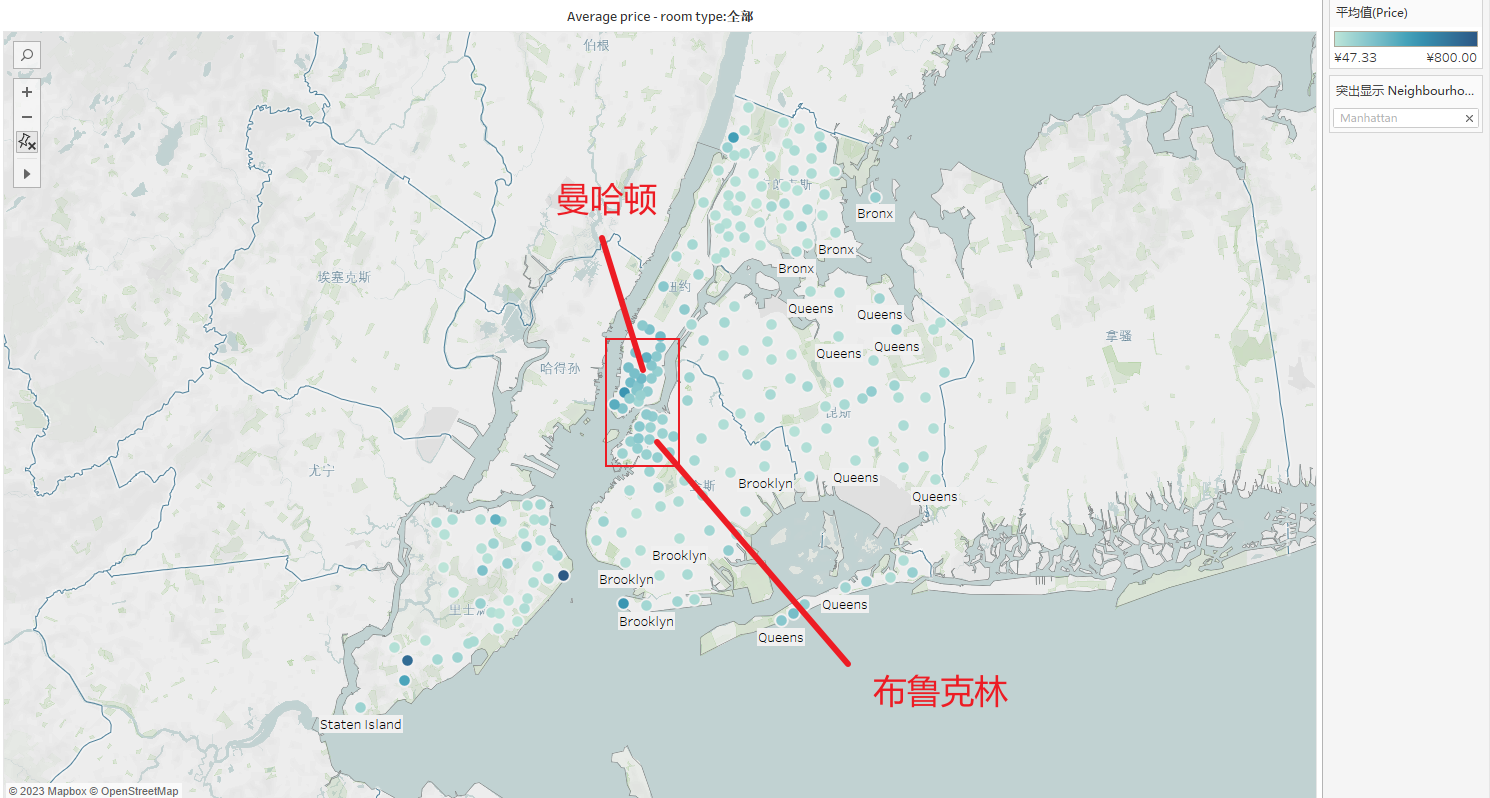 Average price - room type:全部
平均值(Price)
¥47.33
¥800.00
突出显示 Neighbourho...
Manhattan
伯根
曼哈顿
Bronx
Bronx
Bronx
埃塞克斯
纽约
Queens
Queens
Queens
Queens
拿骚
哈得孙
尤宁
Brooklyn
Queens
Queens
Brooklyn
Brooklyn
Brooklyn
Queens
Queens
布鲁克林
Staten Island
© 2023 Mapbox © OpenStreetMap